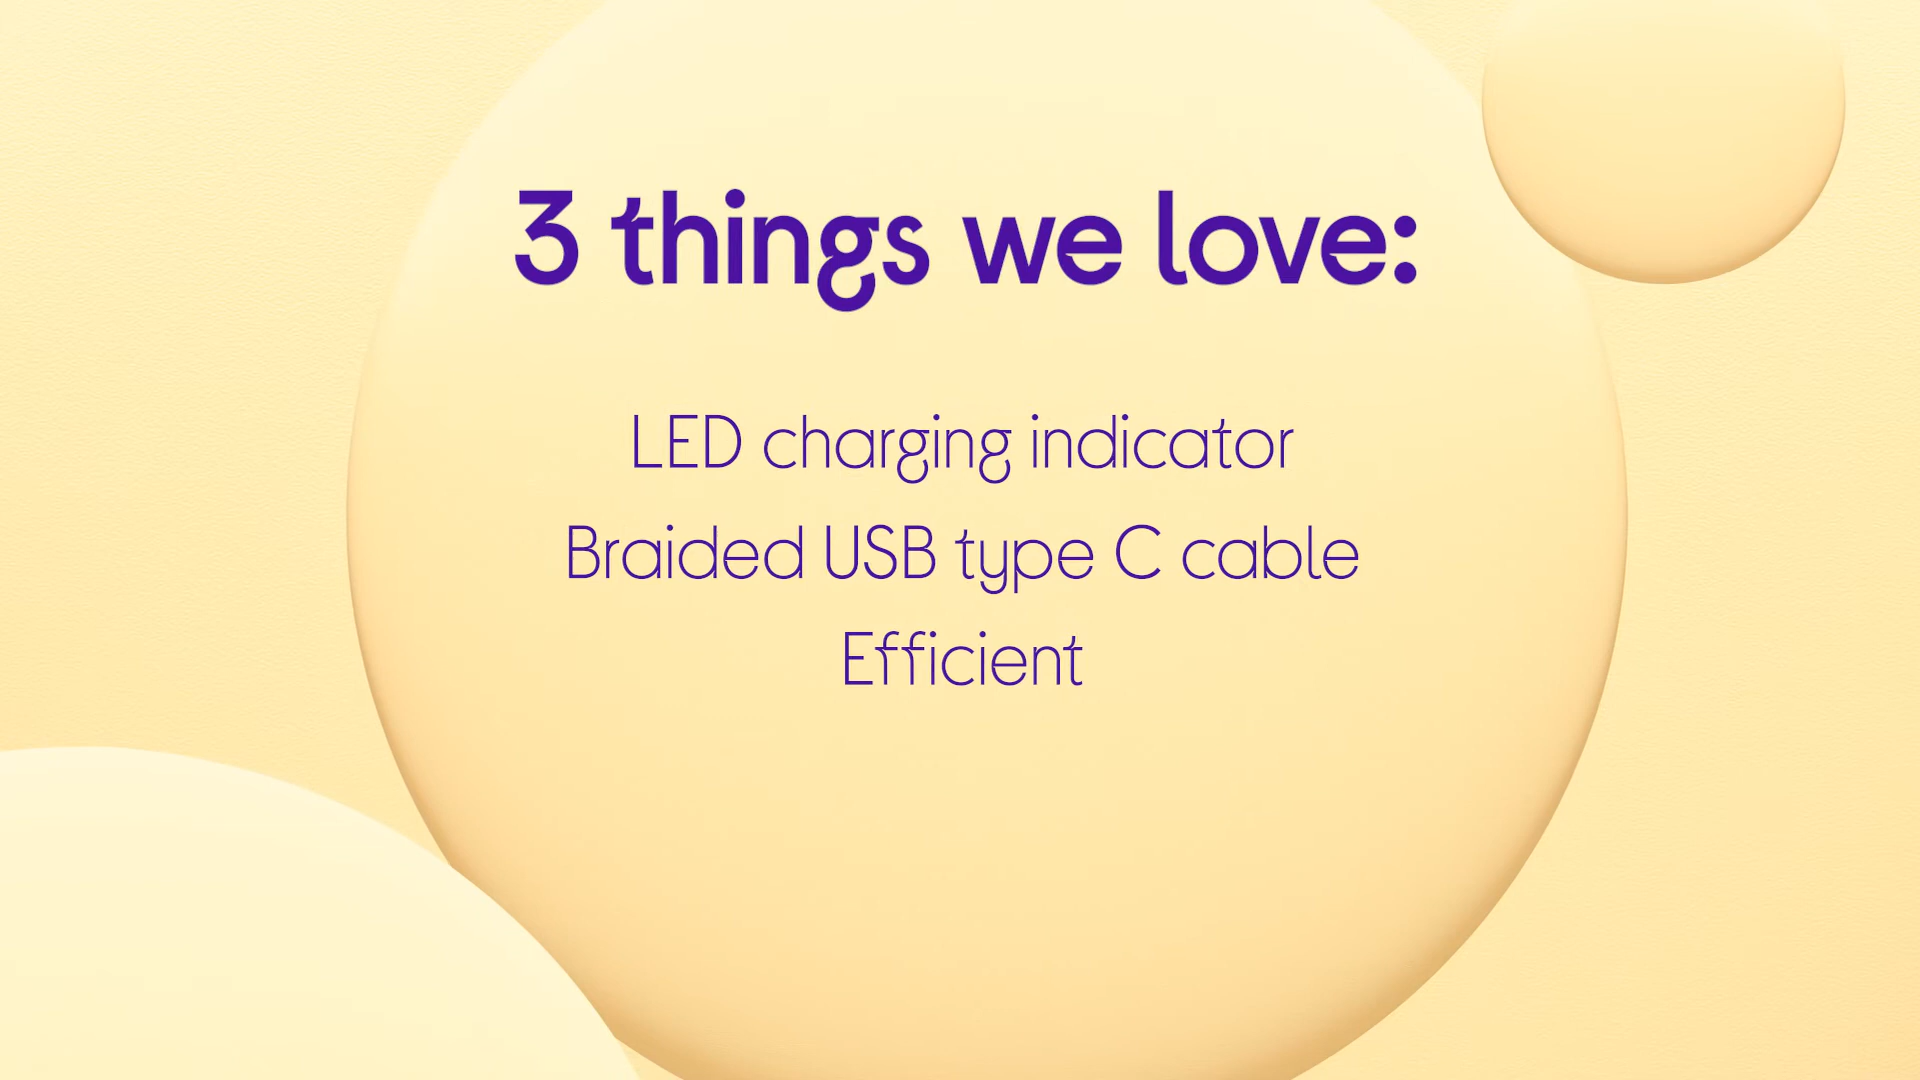 3 things we love:
LED charging indicator
Braided USB type C cable
Efficient